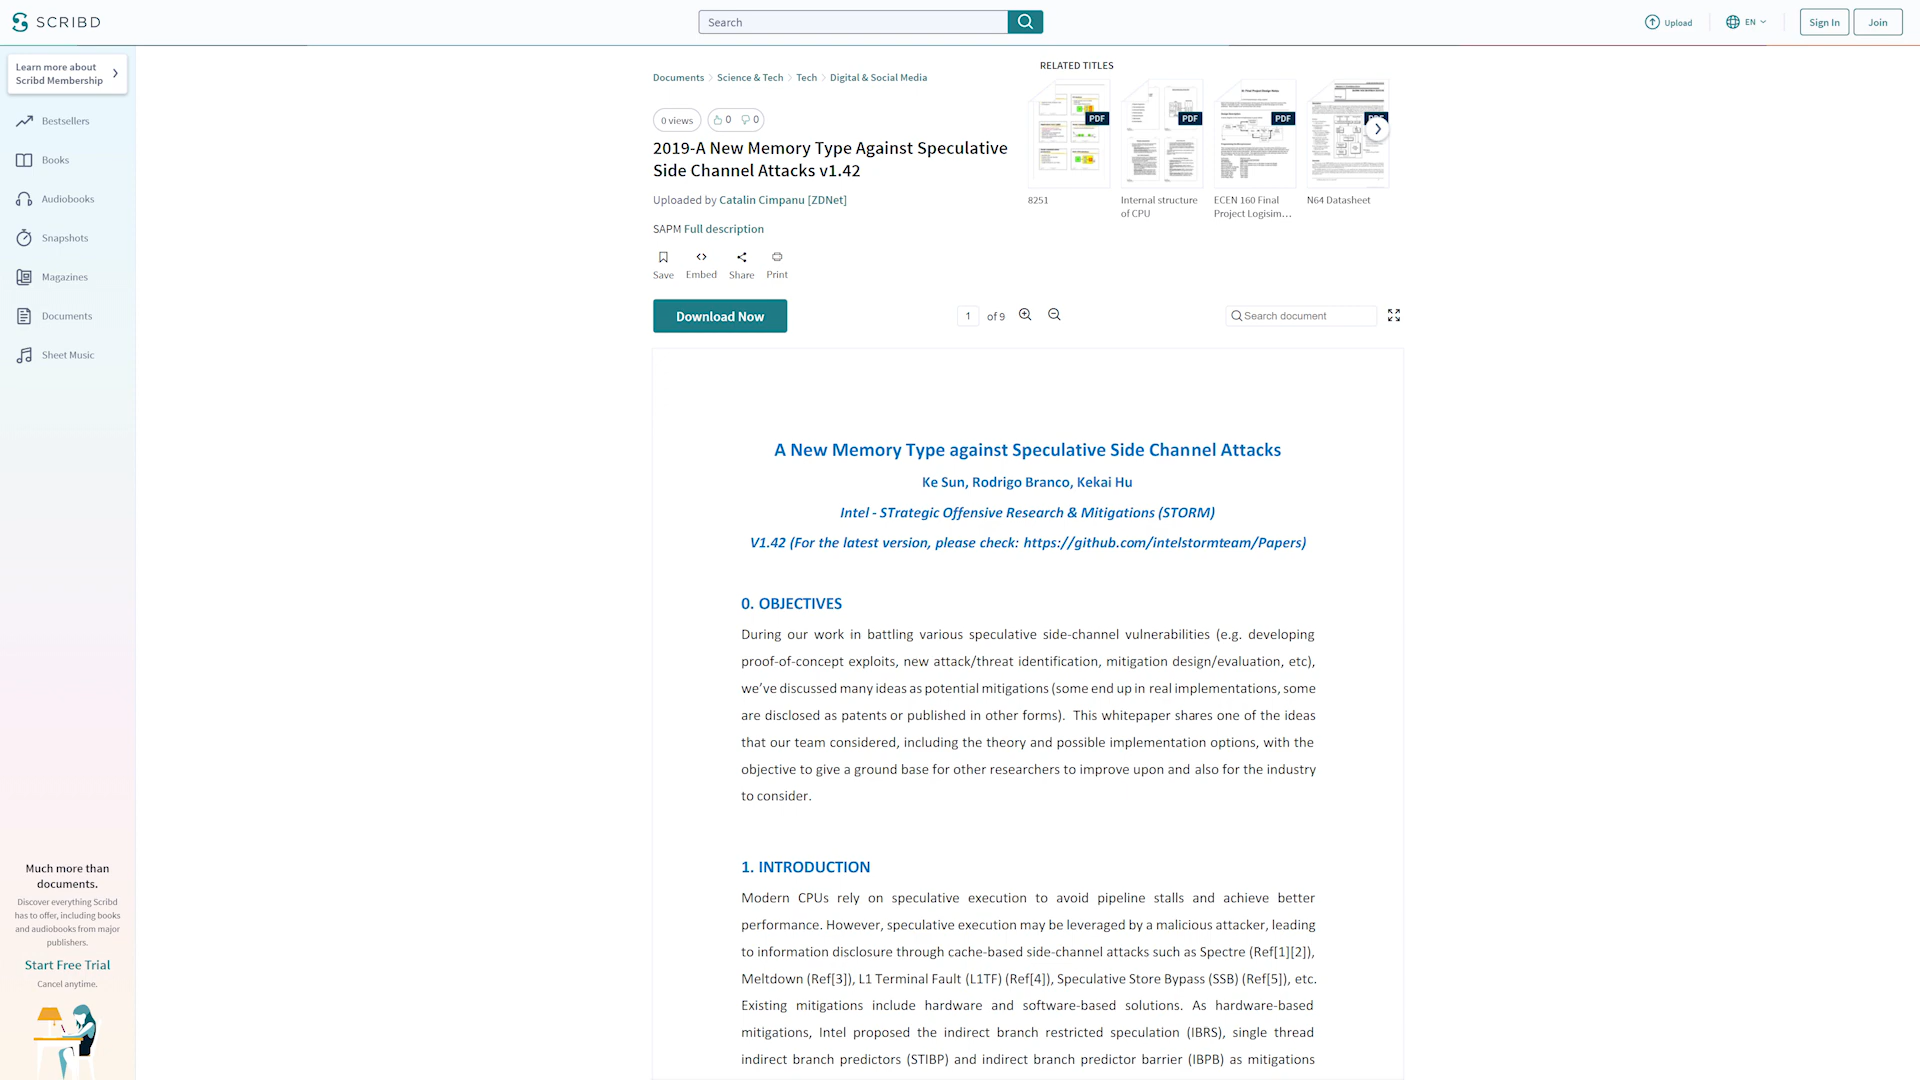 SCRIBD
Search
Upload
EN
Sign In
Join
Learn more about
Scribd Membership
Bestsellers
Books
Audiobooks
Snapshots
Magazines
Documents
Sheet Music
Much more than
documents.
Discover everything Scribd
has to offer, including books
and audiobooks from major
publishers.
Start Free Trial
Cancel anytime.
Documents
Science & Tech
Tech
Digital & Social Media
0 views
0
0
2019-A New Memory Type Against Speculative
Side Channel Attacks v1.42
Uploaded by Catalin Cimpanu [ZDNet]
SAPM Full description
Save
Embed
Share
Print
RELATED TITLES
PDF
PDF
PDF
8251
Internal structure
of CPU
ECEN 160 Final
Project Logisim...
N64 Datasheet
Download Now
1 of 9
Search document
A New Memory Type against Speculative Side Channel Attacks
Ke Sun, Rodrigo Branco, Kekai Hu
Intel - STrategic Offensive Research & Mitigations (STORM)
V1.42 (For the latest version, please check: https://github.com/intelstormteam/Papers)
0. OBJECTIVES
During our work in battling various speculative side-channel vulnerabilities (e.g. developing
proof-of-concept exploits, new attack/threat identification, mitigation design/evaluation, etc),
we've discussed many ideas as potential mitigations (some end up in real implementations, some
are disclosed as patents or published in other forms). This whitepaper shares one of the ideas
that our team considered, including the theory and possible implementation options, with the
objective to give a ground base for other researchers to improve upon and also for the industry
to consider.
1. INTRODUCTION
Modern CPUs rely on speculative execution to avoid pipeline stalls and achieve better
performance. However, speculative execution may be leveraged by a malicious attacker, leading
to information disclosure through cache-based side-channel attacks such as Spectre (Ref[1][2]),
Meltdown (Ref[3]), L1 Terminal Fault (L1TF) (Ref[4]), Speculative Store Bypass (SSB) (Ref[5]), etc.
Existing mitigations include hardware and software-based solutions. As hardware-based
mitigations, Intel proposed the indirect branch restricted speculation (IBRS), single thread
indirect branch predictors (STIBP) and indirect branch predictor barrier (IBPB) as mitigations